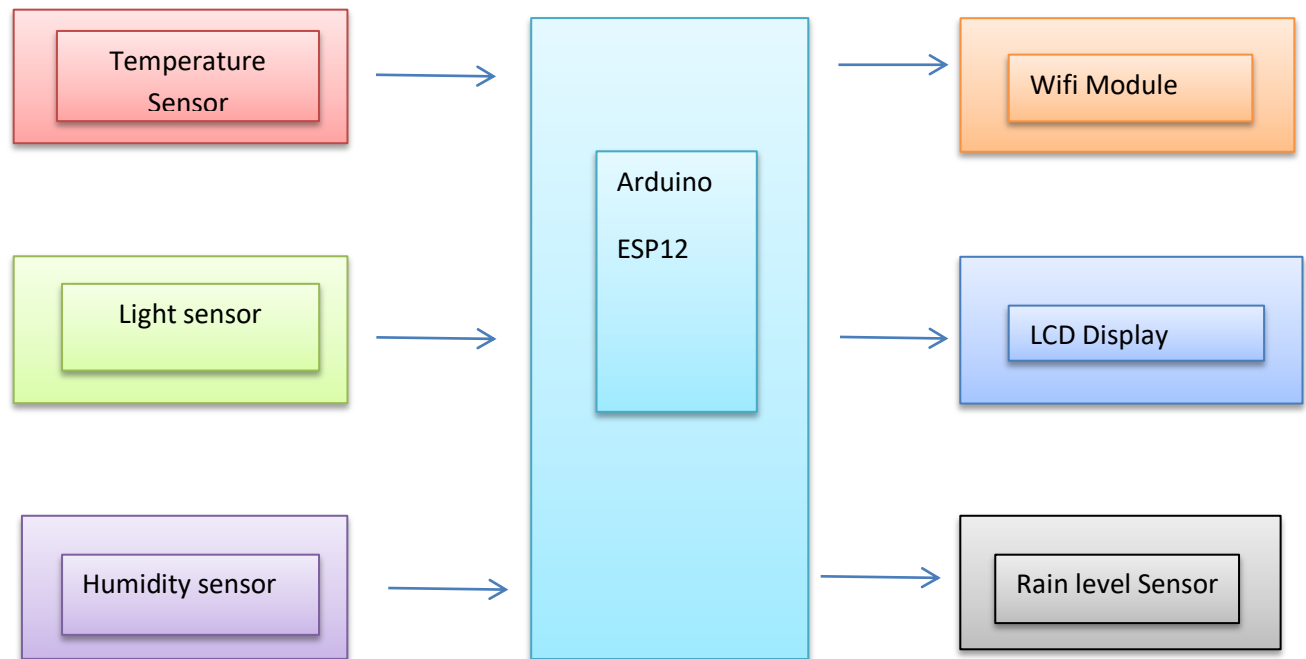 Temperature
Sensor
Light sensor
Humidity sensor
Arduino
ESP12
Wifi Module
LCD Display
Rain level Sensor